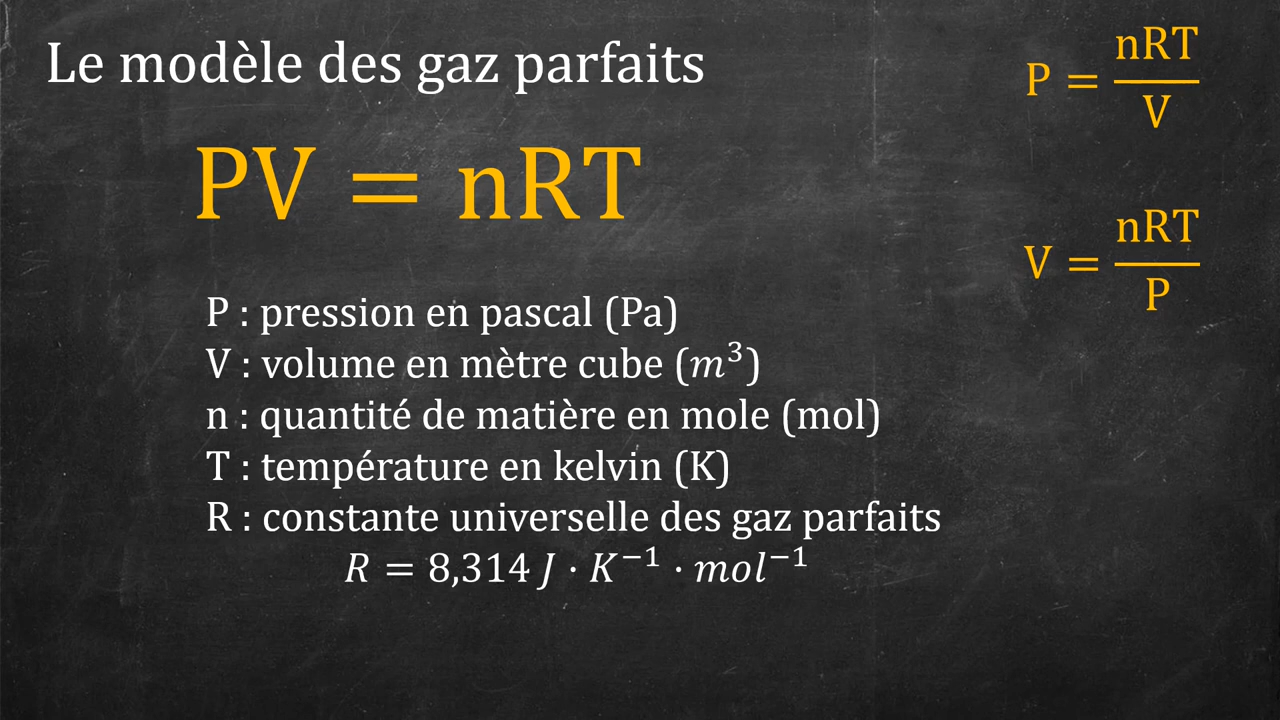 Le modèle des gaz parfaits
PV = nRT
P : pression en pascal (Pa)
V : volume en mètre cube (m³)
n : quantité de matière en mole (mol)
T : température en kelvin (K)
R : constante universelle des gaz parfaits
R = 8,314 J · K⁻¹ · mol⁻¹
P = nRT / V
V = nRT / P